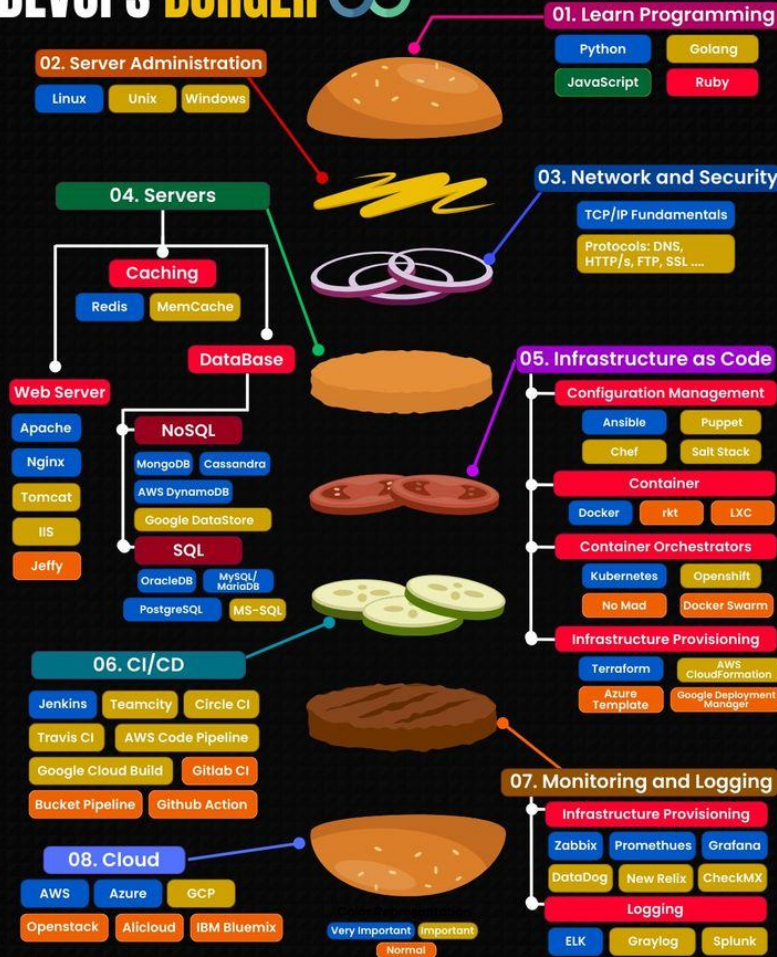 DEVOPS BURGER
01. Learn Programming
Python
Golang
JavaScript
Ruby
02. Server Administration
Linux
Unix
Windows
03. Network and Security
TCP/IP Fundamentals
Protocols: DNS,
HTTP/s, FTP, SSL ....
04. Servers
Caching
Redis
MemCache
DataBase
Web Server
Apache
Nginx
Tomcat
IIS
Jeffy
NoSQL
MongoDB
Cassandra
AWS DynamoDB
Google DataStore
SQL
OracleDB
MySQL/
MariaDB
PostgreSQL
MS-SQL
05. Infrastructure as Code
Configuration Management
Ansible
Puppet
Chef
Salt Stack
Container
Docker
rkt
LXC
Container Orchestrators
Kubernetes
Openshift
No Mad
Docker Swarm
Infrastructure Provisioning
Terraform
AWS
CloudFormation
Azure
Template
Google Deployment
Manager
06. CI/CD
Jenkins
Teamcity
Circle CI
Travis CI
AWS Code Pipeline
Google Cloud Build
Gitlab CI
Bucket Pipeline
Github Action
07. Monitoring and Logging
Infrastructure Provisioning
Zabbix
Promethues
Grafana
DataDog
New Relix
CheckMX
Logging
ELK
Graylog
Splunk
08. Cloud
AWS
Azure
GCP
Openstack
Alicloud
IBM Bluemix
Very Important
Important
Normal